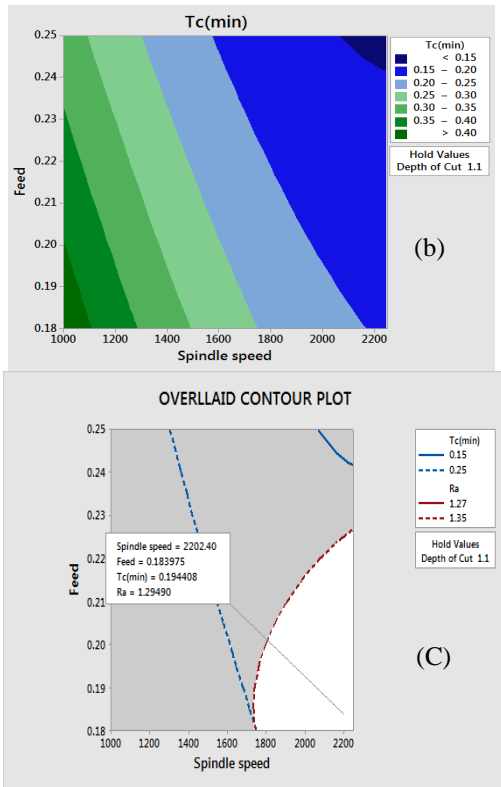 Tc(min)
0.25
0.24
0.23
0.22
0.21
0.20
0.19
0.18
Feed
1000 1200 1400 1600 1800 2000 2200
Spindle speed
Tc(min)
< 0.15
0.15 – 0.20
0.20 – 0.25
0.25 – 0.30
0.30 – 0.35
0.35 – 0.40
> 0.40
Hold Values
Depth of Cut 1.1
(b)
OVERLLAID CONTOUR PLOT
0.25
0.24
0.23
0.22
0.21
0.20
0.19
0.18
Feed
Spindle speed = 2202.40
Feed = 0.183975
Tc(min) = 0.194408
Ra = 1.29490
1000 1200 1400 1600 1800 2000 2200
Spindle speed
Tc(min)
0.15
0.25
Ra
1.27
1.35
Hold Values
Depth of Cut 1.1
(C)